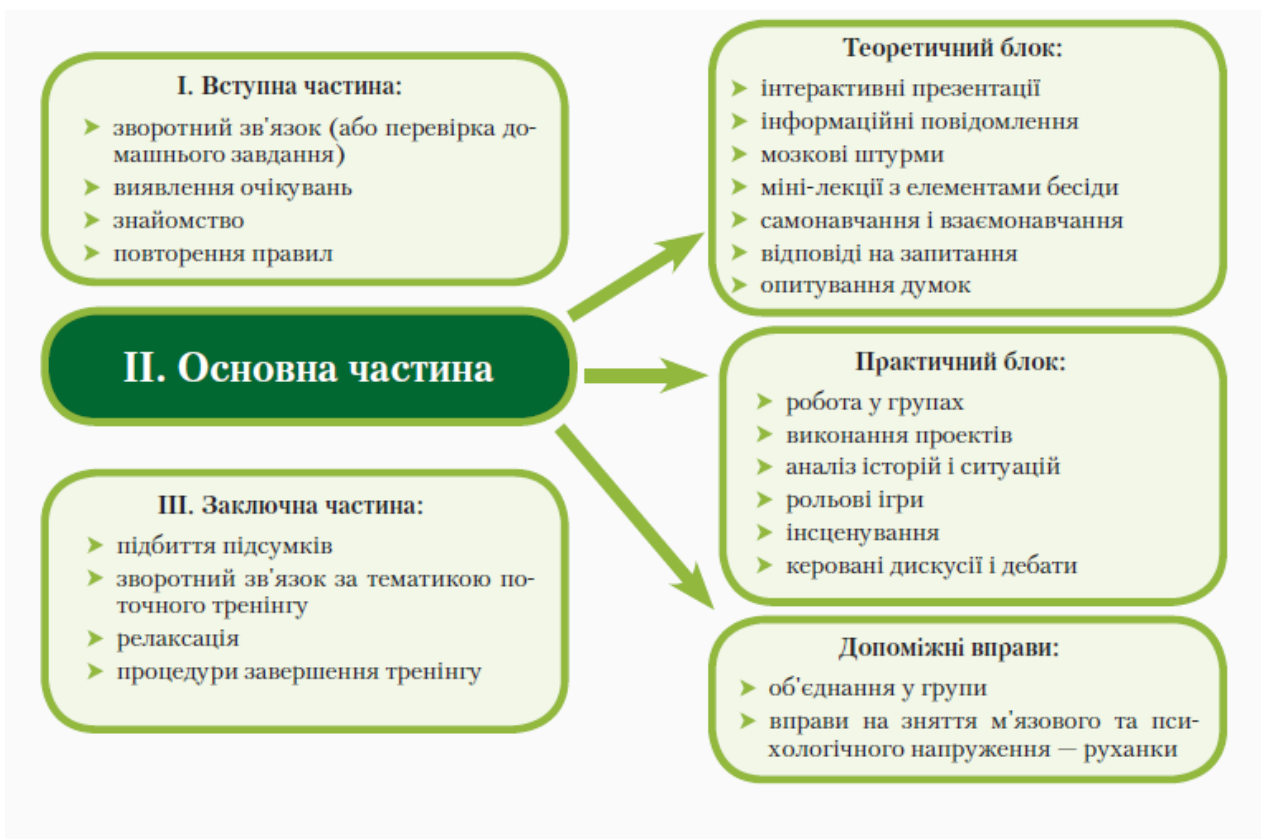 І. Вступна частина:
зворотний зв'язок (або перевірка до-
машнього завдання)
виявлення очікувань
знайомство
повторення правил
ІІ. Основна частина
ІІІ. Заключна частина:
підбиття підсумків
зворотний зв'язок за тематикою по-
точного тренінгу
релаксація
процедури завершення тренінгу
Теоретичний блок:
інтерактивні презентації
інформаційні повідомлення
мозкові штурми
міні-лекції з елементами бесіди
самонавчання і взаємонавчання
відповіді на запитання
опитування думок
Практичний блок:
робота у групах
виконання проектів
аналіз історій і ситуацій
рольові ігри
інсценування
керовані дискусії і дебати
Допоміжні вправи:
об'єднання у групи
вправи на зняття м'язового та пси-
хологічного напруження — руханки